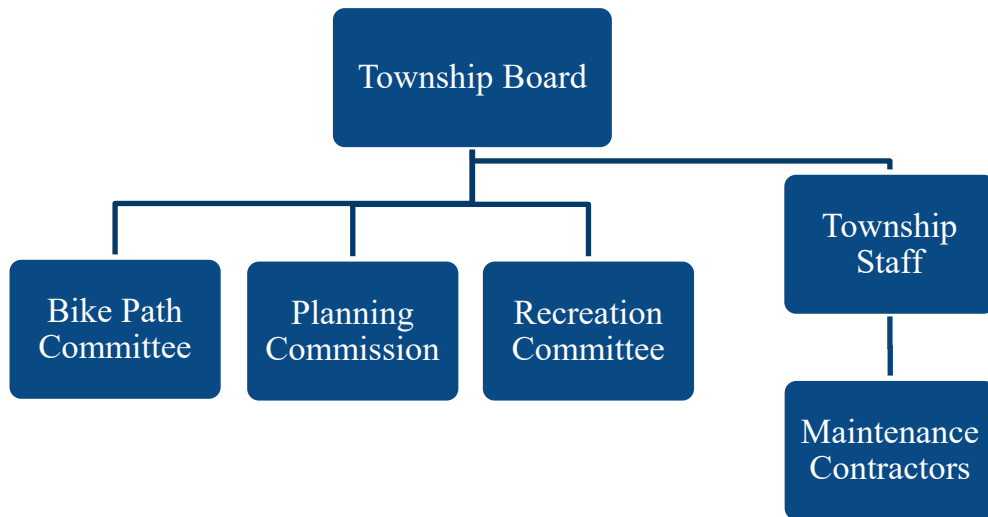 Township Board
Township
Staff
Bike Path
Committee
Planning
Commission
Recreation
Committee
Maintenance
Contractors